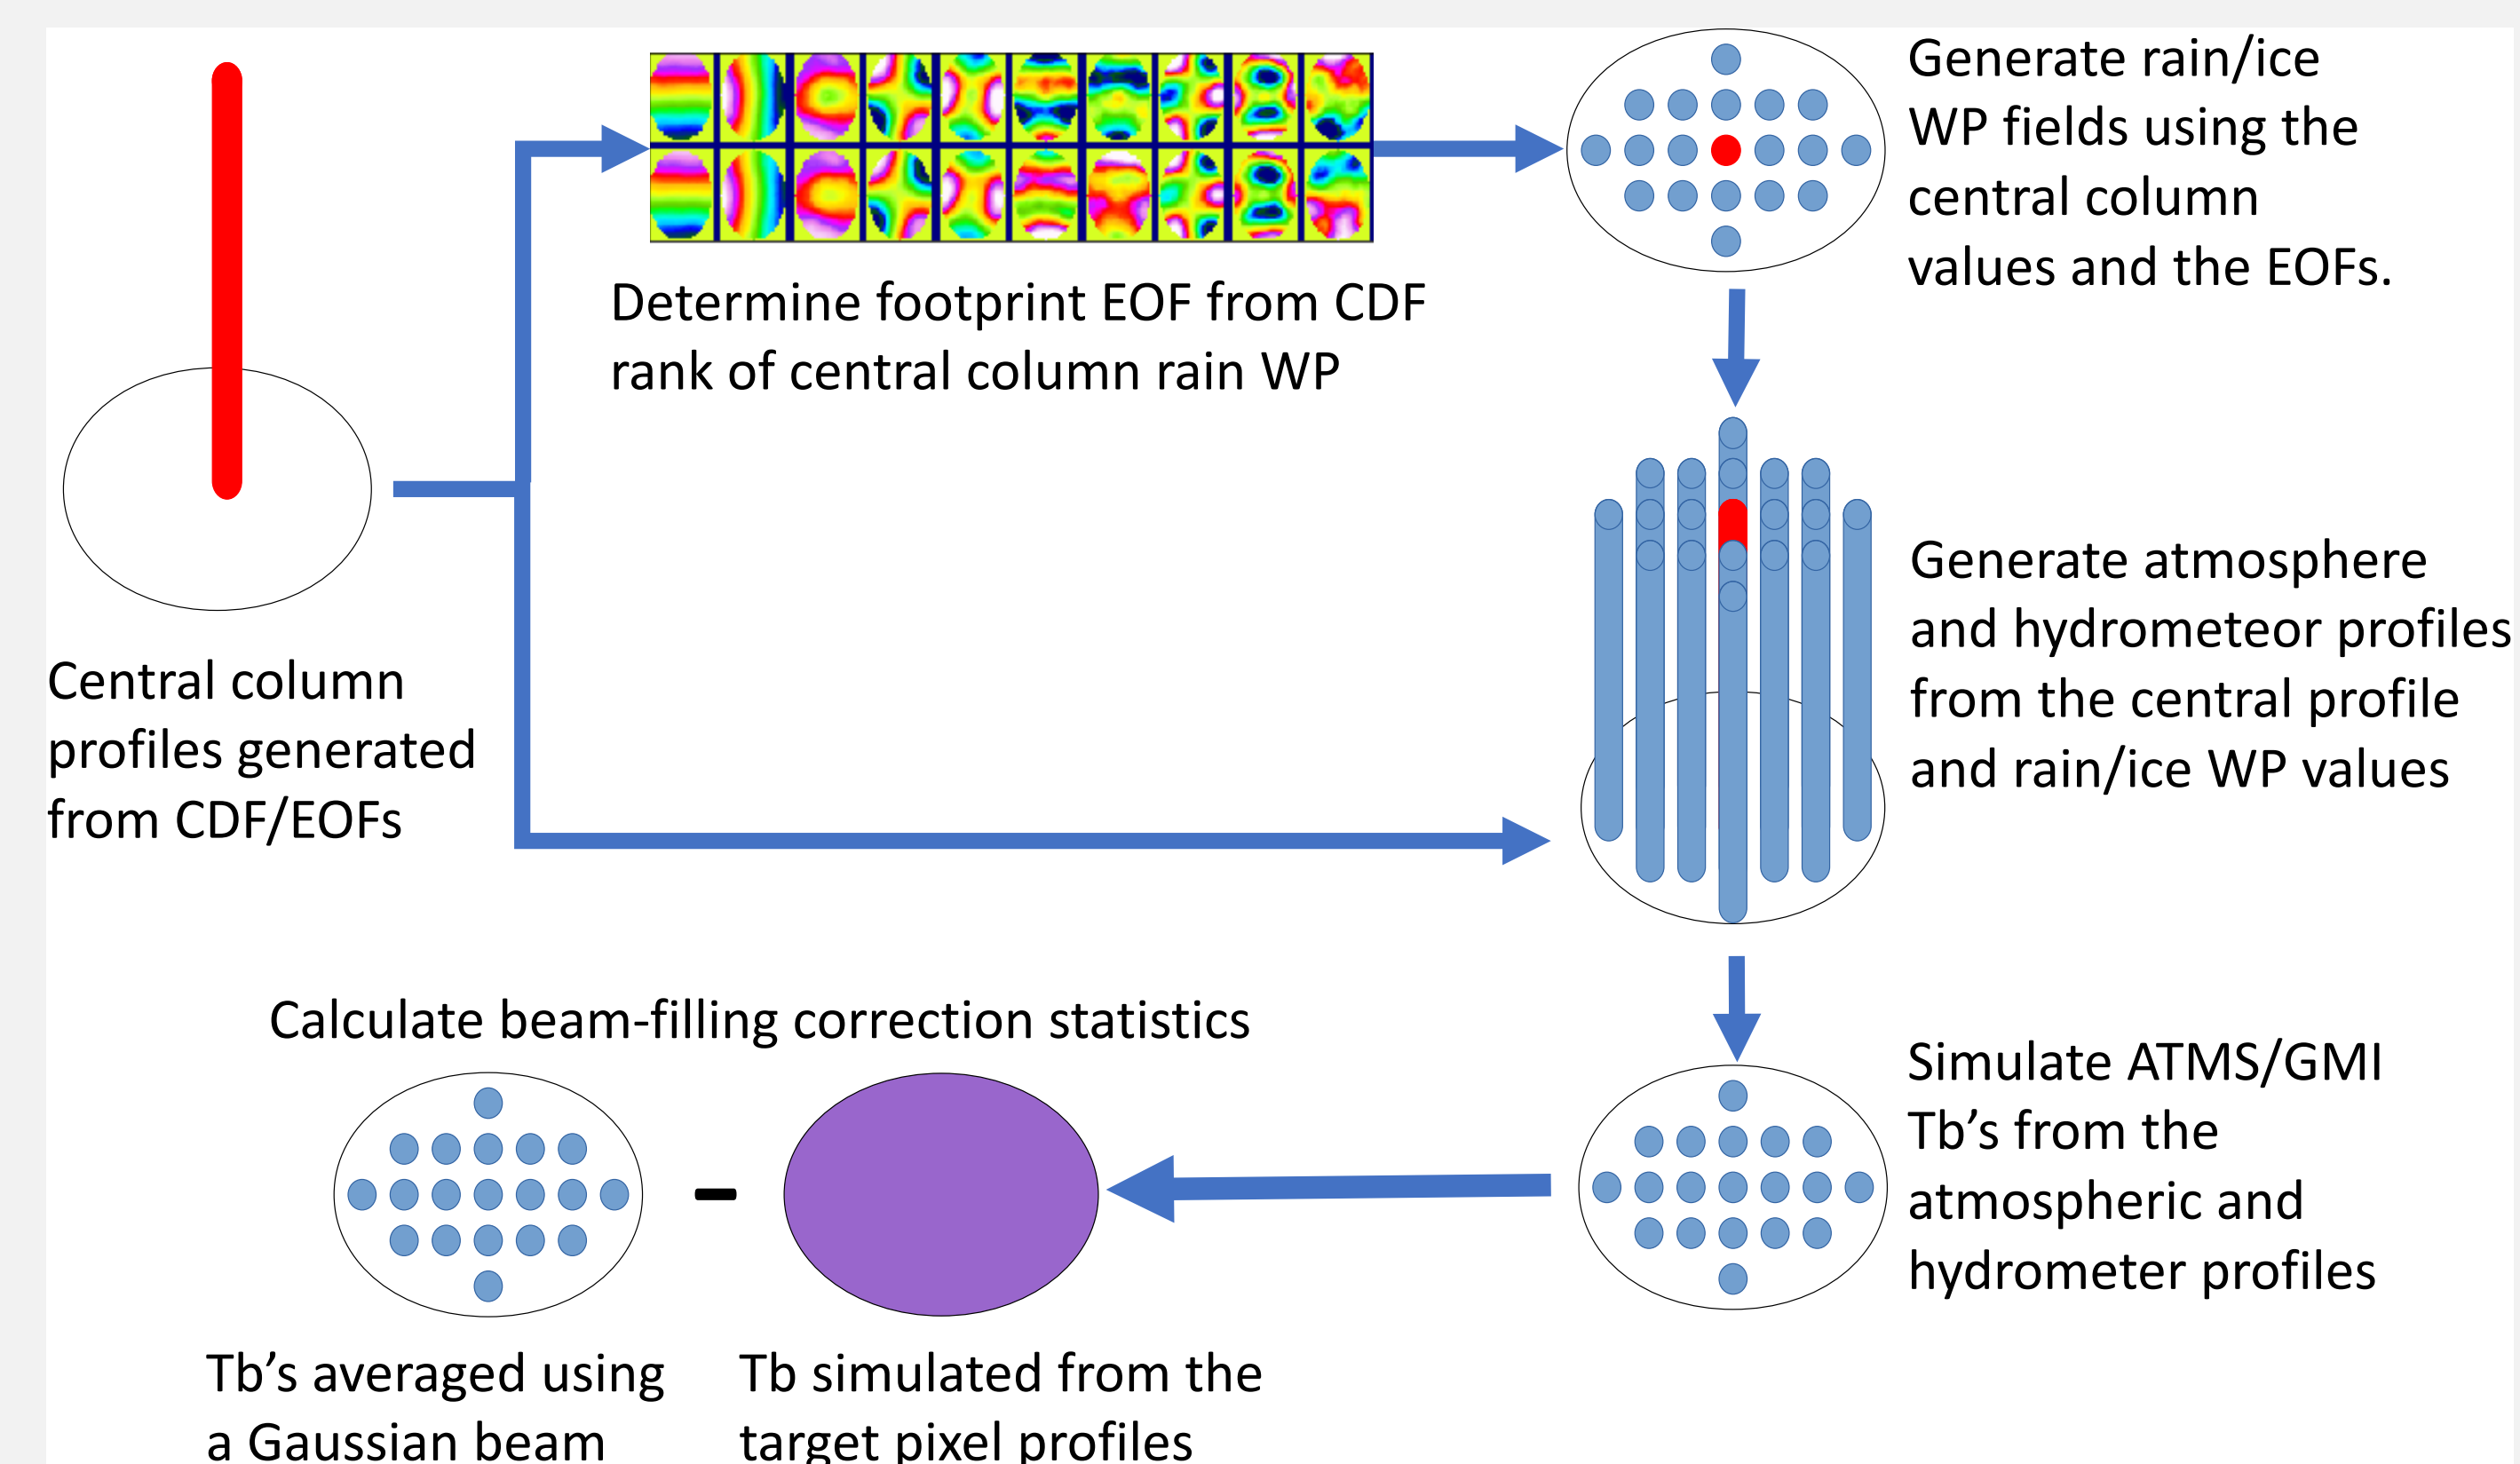 Generate rain/ice
WP fields using the
central column
values and the EOFs.
Determine footprint EOF from CDF
rank of central column rain WP
Central column
profiles generated
from CDF/EOFs
Generate atmosphere
and hydrometeor profiles
from the central profile
and rain/ice WP values
Simulate ATMS/GMI
Tb’s from the
atmospheric and
hydrometer profiles
Calculate beam-filling correction statistics
-
Tb’s averaged using
a Gaussian beam
Tb simulated from the
target pixel profiles